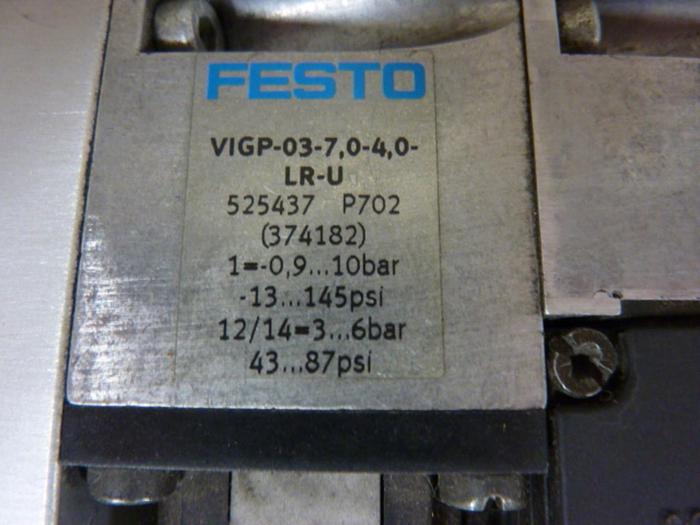 FESTO
VIGP-03-7,0-4,0-
LR-U
525437 P702
(374182)
1=-0,9...10bar
-13...145psi
12/14=3...6bar
43...87psi